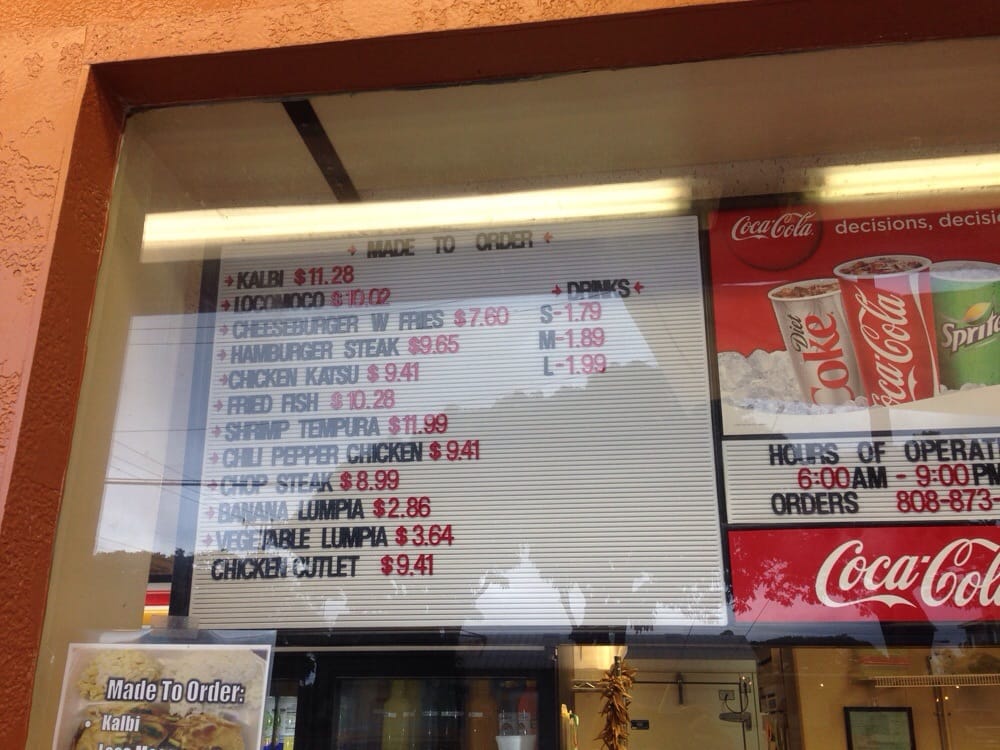 MADE TO ORDER
KALBI $11.28
LOCOMOCO $10.02
CHEESEBURGER W FRIES $7.60
HAMBURGER STEAK $9.65
CHICKEN KATSU $9.41
FRIED FISH $10.28
SHRIMP TEMPURA $11.99
CHILI PEPPER CHICKEN $9.41
CHOP STEAK $8.99
BANANA LUMPIA $2.86
VEGETABLE LUMPIA $3.64
CHICKEN CUTLET $9.41
DRINKS
S-1.79
M-1.89
L-1.99
Coca-Cola decisions, decisi
Diet Coke
Coca-Cola
Sprite
HOURS OF OPERATI
6:00AM - 9:00PM
ORDERS 808-873-
Coca-Col
Made To Order:
• Kalbi
Loco Moco